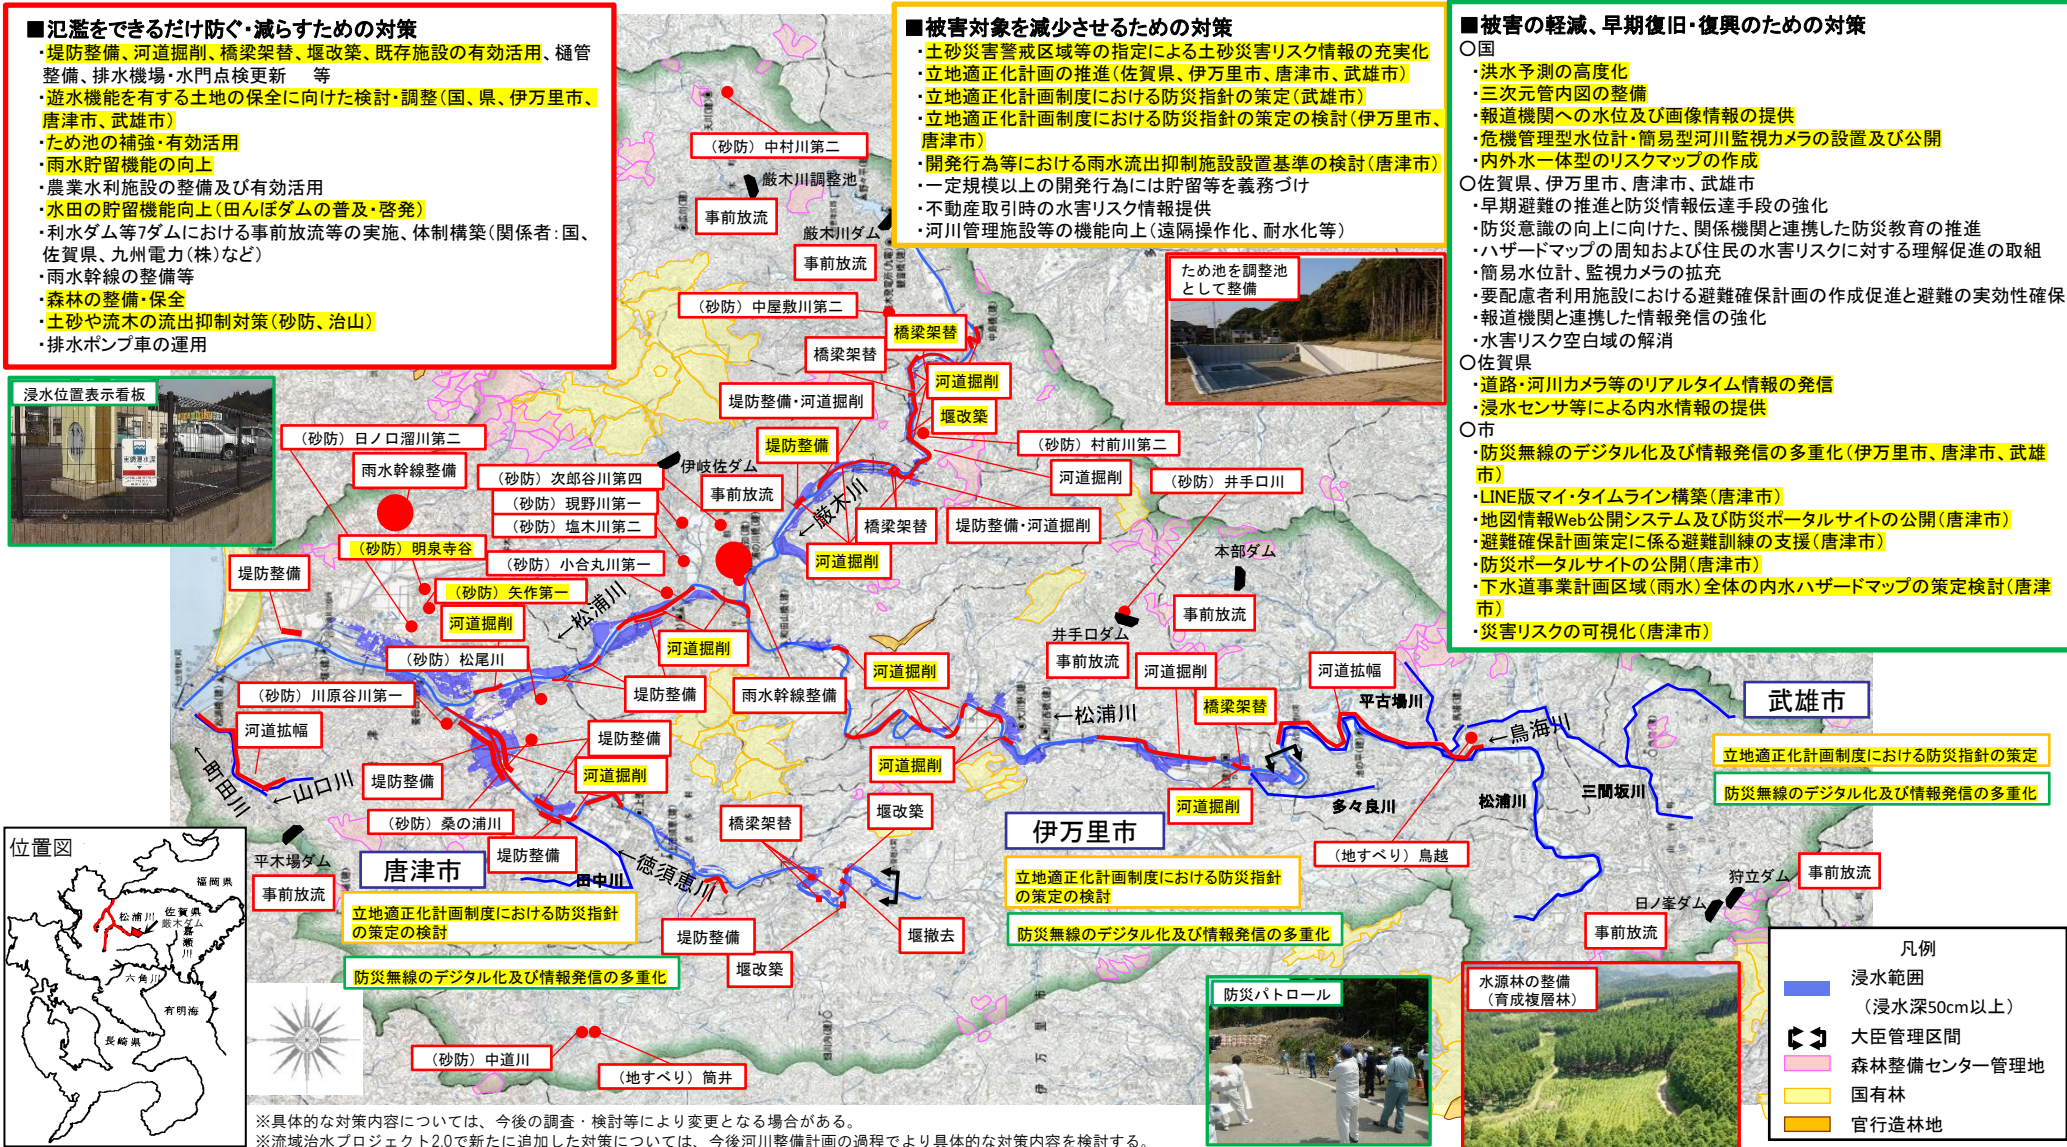 ■氾濫をできるだけ防ぐ・減らすための対策
・堤防整備、河道掘削、橋梁架替、堰改築、既存施設の有効活用、樋管
整備、排水機場・水門点検更新　等
・遊水機能を有する土地の保全に向けた検討・調整(国、県、伊万里市、
唐津市、武雄市)
・ため池の補強・有効活用
・雨水貯留機能の向上
・農業水利施設の整備及び有効活用
・水田の貯留機能向上(田んぼダムの普及・啓発)
・利水ダム等7ダムにおける事前放流等の実施、体制構築(関係者:国、
佐賀県、九州電力(株)など)
・雨水幹線の整備等
・森林の整備・保全
・土砂や流木の流出抑制対策(砂防、治山)
・排水ポンプ車の運用
■被害対象を減少させるための対策
・土砂災害警戒区域等の指定による土砂災害リスク情報の充実化
・立地適正化計画の推進(佐賀県、伊万里市、唐津市、武雄市)
・立地適正化計画制度における防災指針の策定(武雄市)
・立地適正化計画制度における防災指針の策定の検討(伊万里市、
唐津市)
・開発行為等における雨水流出抑制施設設置基準の検討(唐津市)
・一定規模以上の開発行為には貯留等を義務づけ
・不動産取引時の水害リスク情報提供
・河川管理施設等の機能向上(遠隔操作化、耐水化等)
■被害の軽減、早期復旧・復興のための対策
○国
・洪水予測の高度化
・三次元管内図の整備
・報道機関への水位及び画像情報の提供
・危機管理型水位計・簡易型河川監視カメラの設置及び公開
・内外水一体型のリスクマップの作成
○佐賀県、伊万里市、唐津市、武雄市
・早期避難の推進と防災情報伝達手段の強化
・防災意識の向上に向けた、関係機関と連携した防災教育の推進
・ハザードマップの周知および住民の水害リスクに対する理解促進の取組
・簡易水位計、監視カメラの拡充
・要配慮者利用施設における避難確保計画の作成促進と避難の実効性確保
・報道機関と連携した情報発信の強化
・水害リスク空白域の解消
○佐賀県
・道路・河川カメラ等のリアルタイム情報の発信
・浸水センサ等による内水情報の提供
○市
・防災無線のデジタル化及び情報発信の多重化(伊万里市、唐津市、武雄
市)
・LINE版マイ・タイムライン構築(唐津市)
・地図情報Web公開システム及び防災ポータルサイトの公開(唐津市)
・避難確保計画策定に係る避難訓練の支援(唐津市)
・防災ポータルサイトの公開(唐津市)
・下水道事業計画区域(雨水)全体の内水ハザードマップの策定検討(唐津
市)
・災害リスクの可視化(唐津市)
(砂防)中村川第二
厳木川調整池
事前放流
厳木川ダム
事前放流
(砂防)中屋敷川第二
橋梁架替
橋梁架替
河道掘削
堤防整備・河道掘削
堰改築
ため池を調整池
として整備
浸水位置表示看板
(砂防)日ノロ溜川第二
雨水幹線整備
(砂防)次郎谷川第四
(砂防)現野川第一
(砂防)塩木川第二
(砂防)明泉寺谷
(砂防)小合丸川第一
(砂防)矢作第一
伊岐佐ダム
事前放流
堤防整備
←厳木川
橋梁架替
河道掘削
(砂防)村前川第二
河道掘削
堤防整備・河道掘削
(砂防)井手口川
本部ダム
事前放流
井手口ダム
事前放流
堤防整備
河道掘削
←松浦川
河道掘削
(砂防)松尾川
(砂防)川原谷川第一
堤防整備
雨水幹線整備
河道掘削
河道掘削
←松浦川
河道掘削
橋梁架替
河道拡幅
平古場川
←鳥海川
武雄市
立地適正化計画制度における防災指針の策定
防災無線のデジタル化及び情報発信の多重化
河道拡幅
←町田川
←山口川
堤防整備
堤防整備
河道掘削
(砂防)桑の浦川
堤防整備
田中川
←徳須恵川
橋梁架替
堰改築
堤防整備
堰改築
堰撤去
河道掘削
多々良川
松浦川
三間坂川
(地すべり)鳥越
伊万里市
立地適正化計画制度における防災指針
の策定の検討
防災無線のデジタル化及び情報発信の多重化
平木場ダム
事前放流
唐津市
立地適正化計画制度における防災指針
の策定の検討
防災無線のデジタル化及び情報発信の多重化
狩立ダム
事前放流
日ノ峯ダム
事前放流
位置図
福岡県
松浦川
佐賀県
厳木ダム
嘉瀬川
六角川
有明海
長崎県
(砂防)中道川
(地すべり)筒井
防災パトロール
水源林の整備
(育成複層林)
凡例
浸水範囲
(浸水深50cm以上)
大臣管理区間
森林整備センター管理地
国有林
官行造林地
※具体的な対策内容については、今後の調査・検討等により変更となる場合がある。
※流域治水プロジェクト2.0で新たに追加した対策については、今後河川整備計画の過程でより具体的な対策内容を検討する。